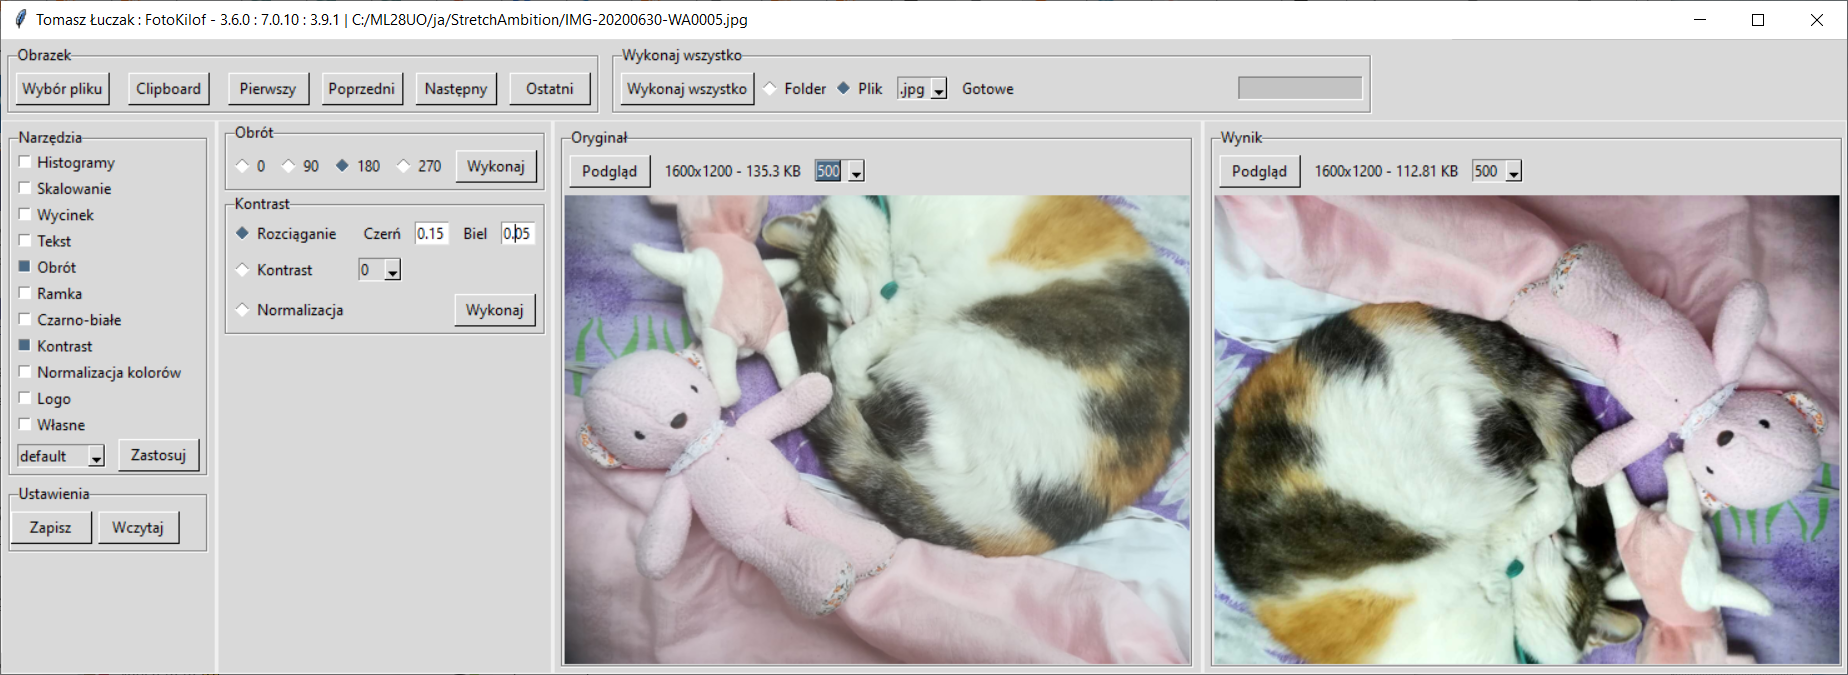 Tomasz Łuczak : FotoKilof - 3.6.0 : 7.0.10 : 3.9.1 | C:/ML28UO/ja/StretchAmbition/IMG-20200630-WA0005.jpg
Obrazek
Wybór pliku Clipboard Pierwszy Poprzedni Następny Ostatni
Wykonaj wszystko
Wykonaj wszystko Folder Plik .jpg Gotowe
Narzędzia
Histogramy
Skalowanie
Wycinek
Tekst
Obrót
Ramka
Czarno-białe
Kontrast
Normalizacja kolorów
Logo
Własne
default Zastosuj
Ustawienia
Zapisz Wczytaj
Obrót
0 90 180 270 Wykonaj
Kontrast
Rozciąganie Czerń 0.15 Biel 0.05
Kontrast 0
Normalizacja Wykonaj
Oryginał
Podgląd 1600x1200 - 135.3 KB 500
Wynik
Podgląd 1600x1200 - 112.81 KB 500